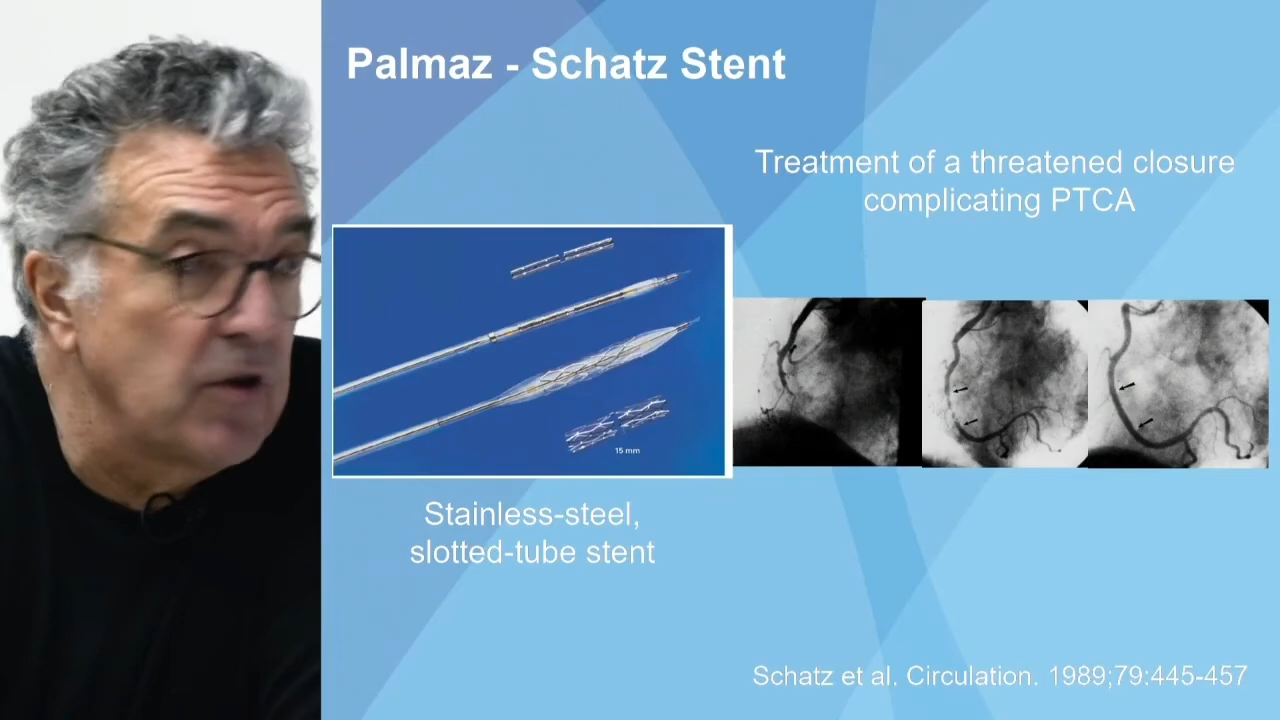 Palmaz - Schatz Stent
Treatment of a threatened closure
complicating PTCA
15 mm
Stainless-steel,
slotted-tube stent
Schatz et al. Circulation. 1989;79:445-457